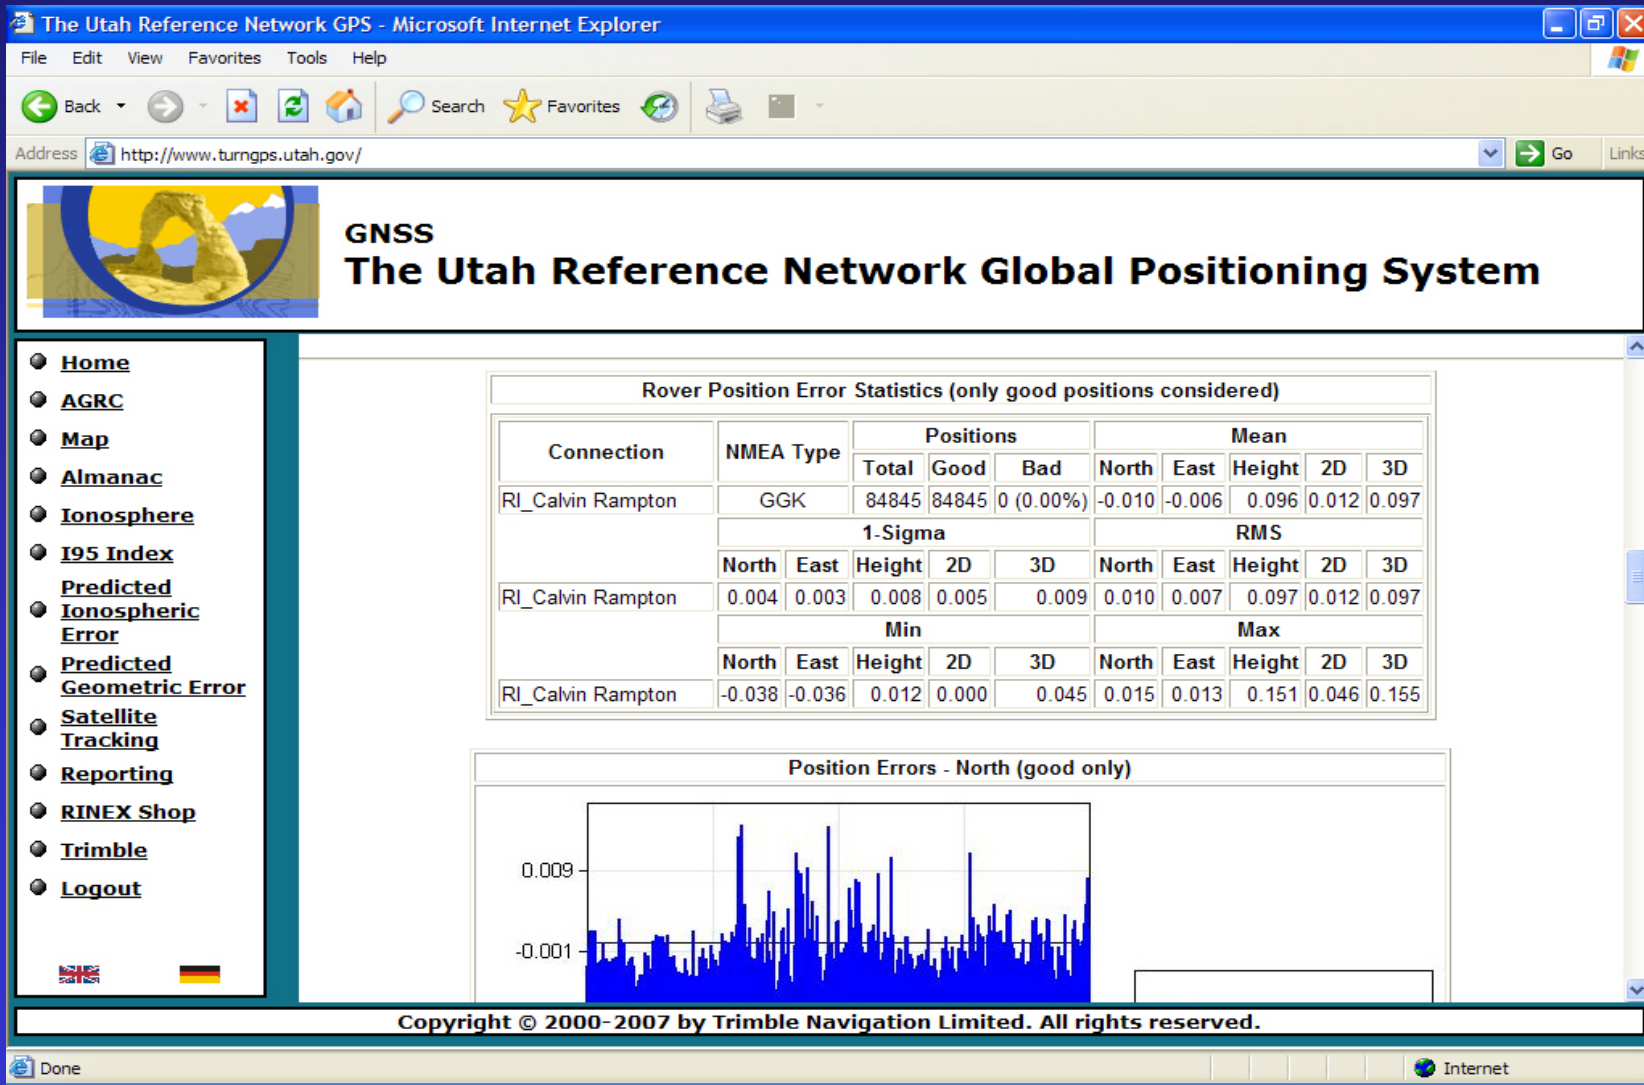 The Utah Reference Network GPS - Microsoft Internet Explorer
File Edit View Favorites Tools Help
Back Search Favorites
Address http://www.turngps.utah.gov/ Go Links
GNSS
The Utah Reference Network Global Positioning System
Home
AGRC
Map
Almanac
Ionosphere
I95 Index
Predicted
Ionospheric
Error
Predicted
Geometric Error
Satellite
Tracking
Reporting
RINEX Shop
Trimble
Logout
Rover Position Error Statistics (only good positions considered)
Connection NMEA Type Positions Mean
Total Good Bad North East Height 2D 3D
RI_Calvin Rampton GGK 84845 84845 0 (0.00%) -0.010 -0.006 0.096 0.012 0.097
1-Sigma RMS
North East Height 2D 3D North East Height 2D 3D
RI_Calvin Rampton 0.004 0.003 0.008 0.005 0.009 0.010 0.007 0.097 0.012 0.097
Min Max
North East Height 2D 3D North East Height 2D 3D
RI_Calvin Rampton -0.038 -0.036 0.012 0.000 0.045 0.015 0.013 0.151 0.046 0.155
Position Errors - North (good only)
0.009
-0.001
Copyright © 2000-2007 by Trimble Navigation Limited. All rights reserved.
Done Internet